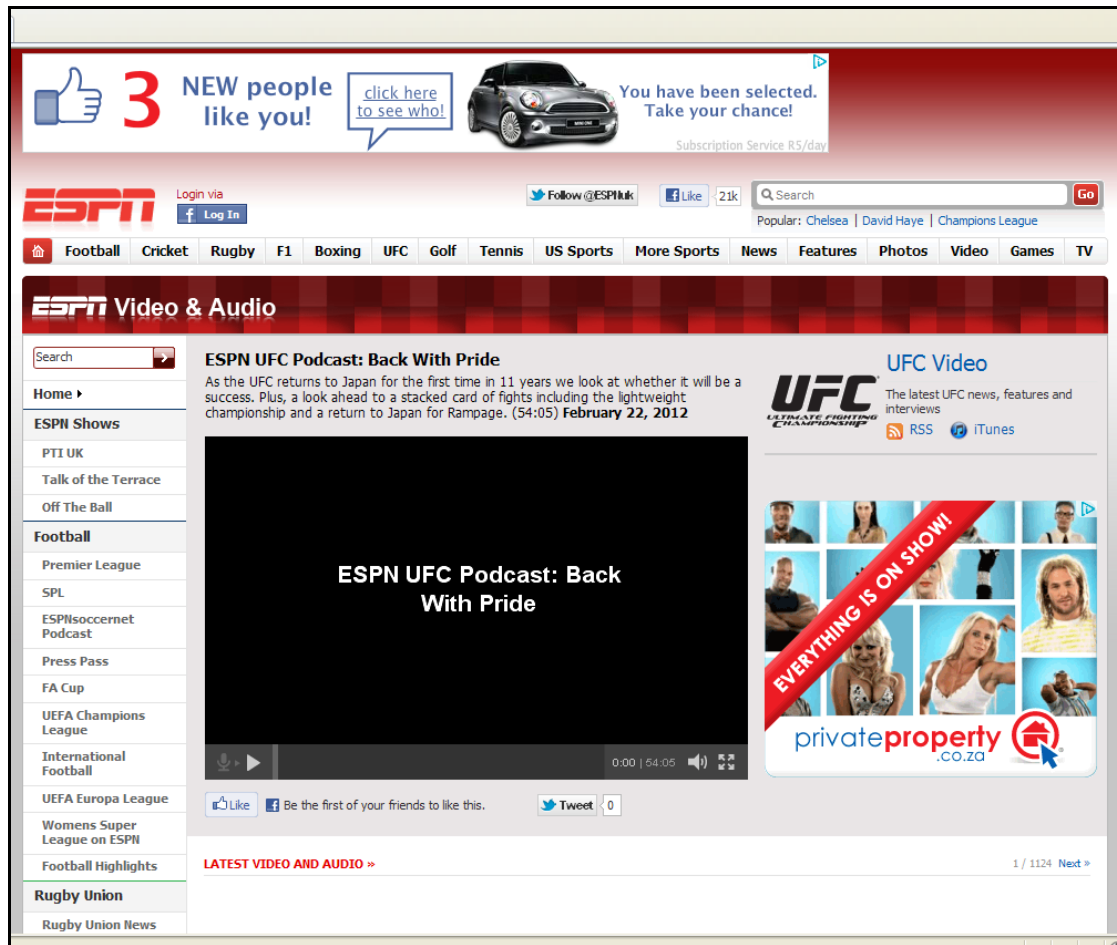 3
NEW people
like you!
click here
to see who!
You have been selected.
Take your chance!
Subscription Service R5/day
ESPN
Login via
f Log In
Follow @ESPNuk
Like 21k
Search
Go
Popular: Chelsea | David Haye | Champions League
Football Cricket Rugby F1 Boxing UFC Golf Tennis US Sports More Sports News Features Photos Video Games TV
ESPN Video & Audio
Search
Home
ESPN Shows
PTI UK
Talk of the Terrace
Off The Ball
Football
Premier League
SPL
ESPNsoccernet
Podcast
Press Pass
FA Cup
UEFA Champions
League
International
Football
UEFA Europa League
Womens Super
League on ESPN
Football Highlights
Rugby Union
Rugby Union News
ESPN UFC Podcast: Back With Pride
As the UFC returns to Japan for the first time in 11 years we look at whether it will be a
success. Plus, a look ahead to a stacked card of fights including the lightweight
championship and a return to Japan for Rampage. (54:05) February 22, 2012
ESPN UFC Podcast: Back
With Pride
0:00 | 54:05
Like
f Be the first of your friends to like this.
Tweet 0
LATEST VIDEO AND AUDIO »
1 / 1124 Next »
UFC
ULTIMATE FIGHTING
CHAMPIONSHIP
UFC Video
The latest UFC news, features and
interviews
RSS iTunes
EVERYTHING IS ON SHOW!
privateproperty
.co.za